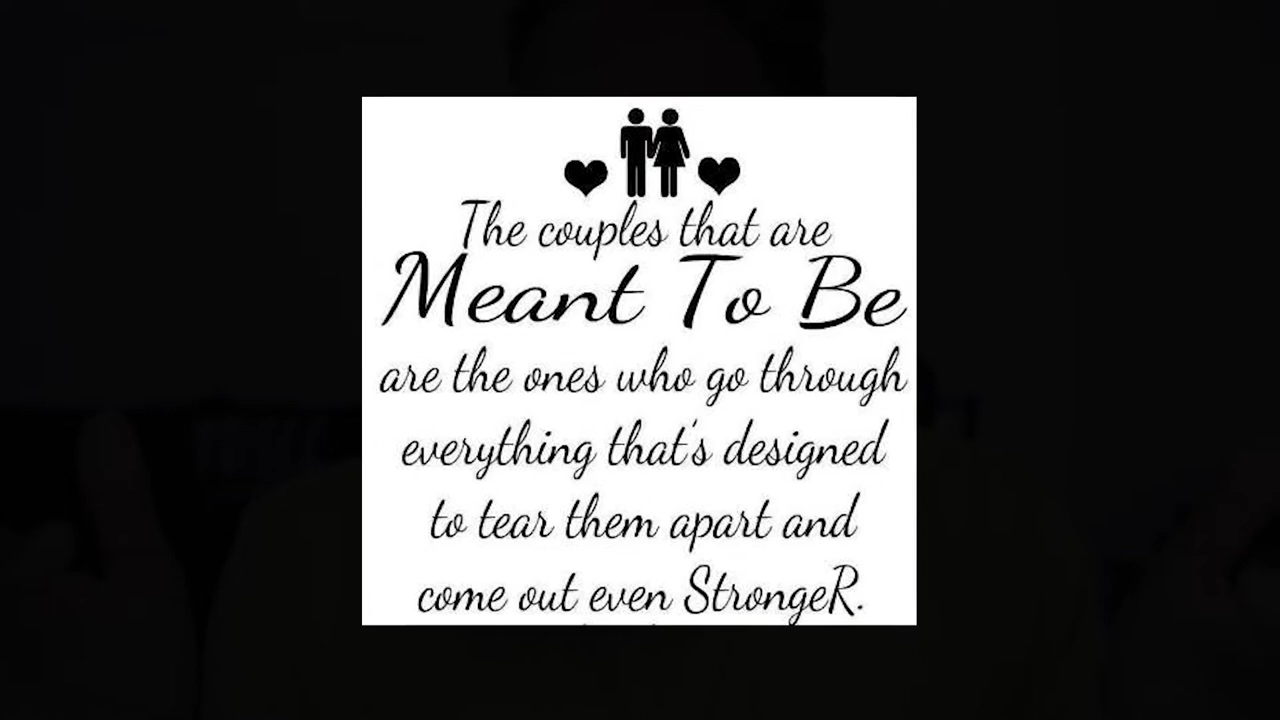 The couples that are
Meant To Be
are the ones who go through
everything that's designed
to tear them apart and
come out even StrongeR.